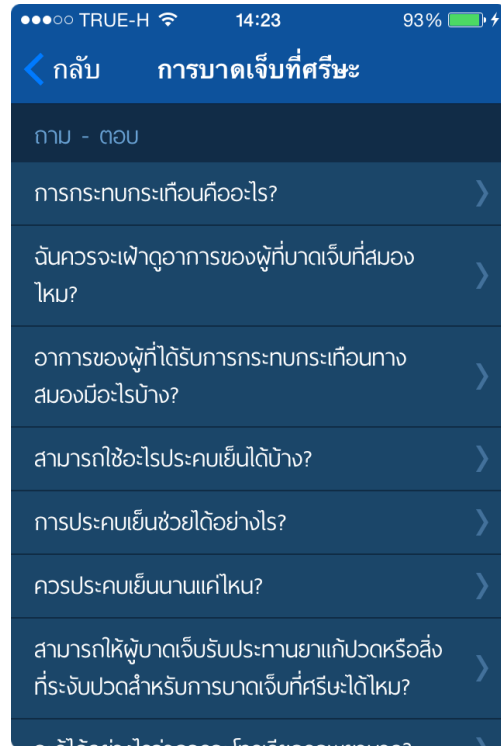 TRUE-H 14:23 93%
กลับ การบาดเจ็บที่ศรีษะ
ถาม - ตอบ
การกระทบกระเทือนคืออะไร?
ฉันควรจะเฝ้าดูอาการของผู้ที่บาดเจ็บที่สมอง
ไหม?
อาการของผู้ที่ได้รับการกระทบกระเทือนทาง
สมองมีอะไรบ้าง?
สามารถใช้อะไรประคบเย็นได้บ้าง?
การประคบเย็นช่วยได้อย่างไร?
ควรประคบเย็นนานแค่ไหน?
สามารถให้ผู้บาดเจ็บรับประทานยาแก้ปวดหรือสิ่ง
ที่ระงับปวดสำหรับการบาดเจ็บที่ศรีษะได้ไหม?